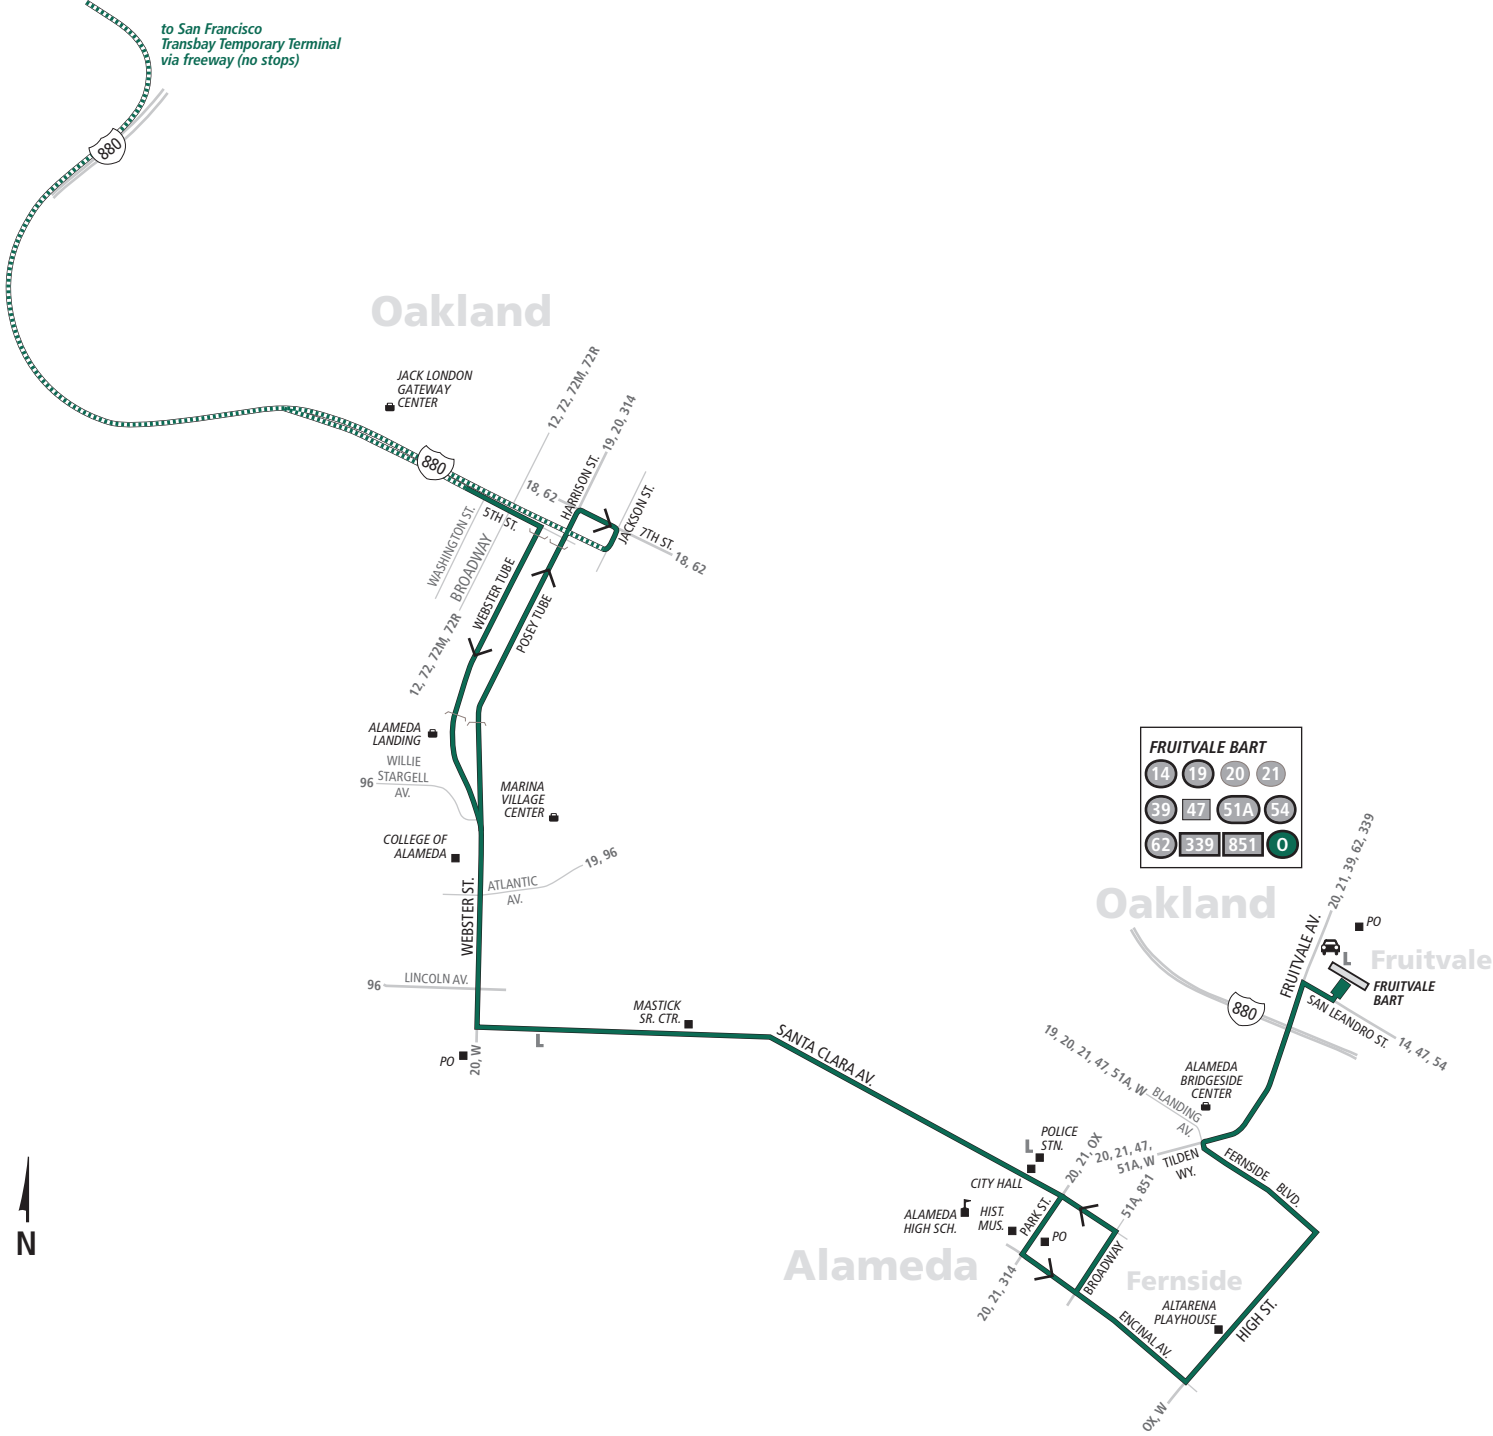 to San Francisco
Transbay Temporary Terminal
via freeway (no stops)
880
Oakland
JACK LONDON
GATEWAY
CENTER
12, 72, 72M, 72R
19, 20, 314
880
18, 62
HARRISON ST.
JACKSON ST.
5TH ST.
7TH ST.
18, 62
WASHINGTON ST.
BROADWAY
WEBSTER TUBE
POSEY TUBE
12, 72, 72M, 72R
ALAMEDA
LANDING
WILLIE
STARGELL
AV.
96
MARINA
VILLAGE
CENTER
COLLEGE OF
ALAMEDA
19, 96
ATLANTIC
AV.
WEBSTER ST.
LINCOLN AV.
96
MASTICK
SR. CTR.
L
PO
20, W
SANTA CLARA AV.
FRUITVALE BART
14 19 20 21
39 47 51A 54
62 339 851 O
Oakland
20, 21, 39, 62, 339
FRUITVALE AV.
PO
L
Fruitvale
FRUITVALE
BART
SAN LEANDRO ST.
14, 47, 54
880
19, 20, 21, 47, 51A, W
ALAMEDA
BRIDGESIDE
CENTER
BLANDING
AV.
POLICE
STN.
L
20, 21, OX
20, 21, 47,
51A, W
TILDEN
WY.
FERNSIDE BLVD.
CITY HALL
51A, 851
ALAMEDA
HIGH SCH.
HIST.
MUS.
PARK ST.
PO
BROADWAY
Alameda
20, 21, 314
Fernside
ALTARENA
PLAYHOUSE
ENCINAL AV.
HIGH ST.
OX, W
N